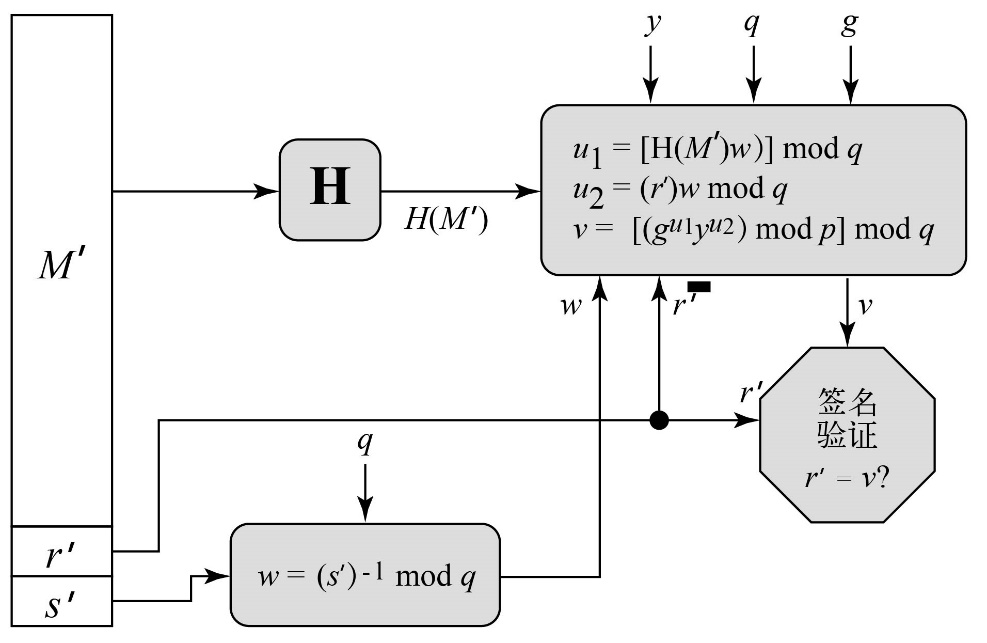 y q g
M′
H
H(M′)
u1 = [H(M′)w)] mod q
u2 = (r′)w mod q
v = [(g^u1 y^u2) mod p] mod q
w
r′
v
r′
签名
验证
r′ = v?
q
r′
s′
w = (s′)-1 mod q